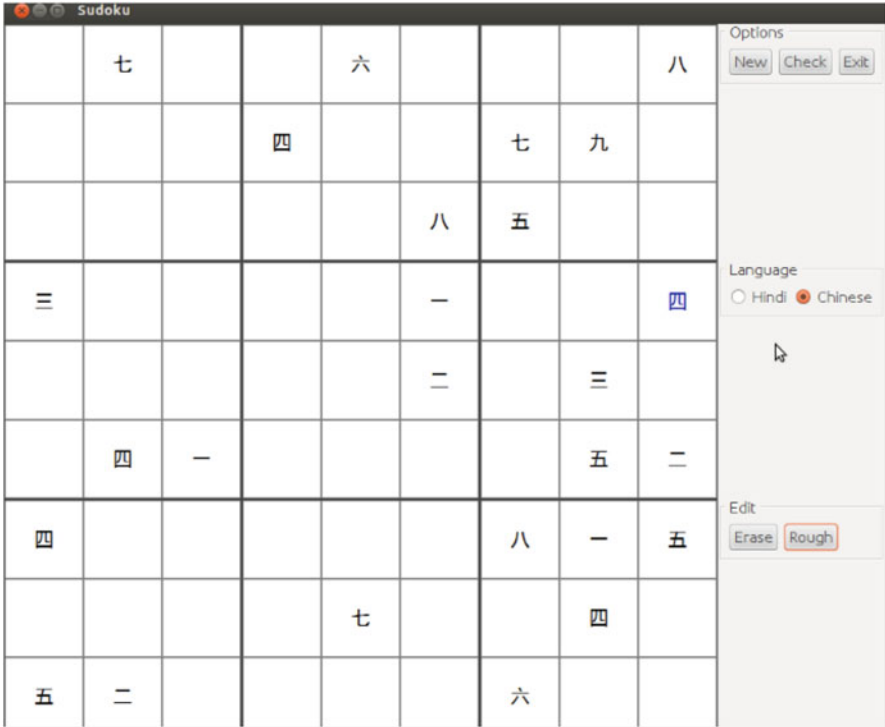 Sudoku
七 六 八
四 七 九
八 五
三 一 四
二 三
四 一 五 二
四 八 一 五
七 四
五 二 六
Options
New Check Exit
Language
Hindi Chinese
Edit
Erase Rough